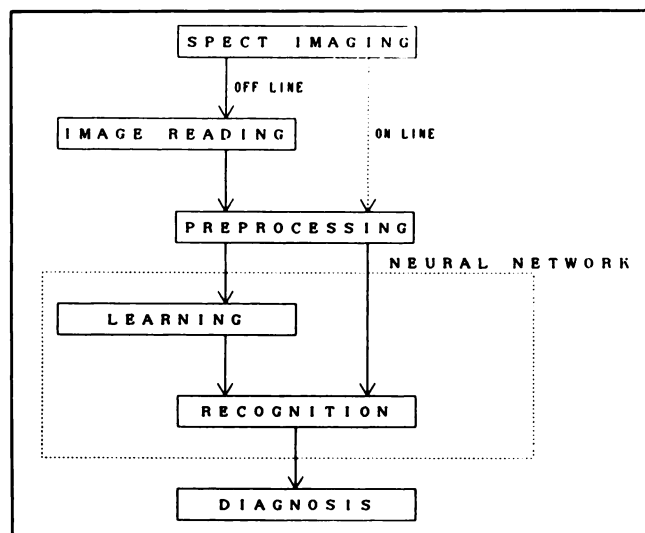 SPECT IMAGING
OFF LINE
IMAGE READING
ON LINE
PREPROCESSING
NEURAL NETWORK
LEARNING
RECOGNITION
DIAGNOSIS